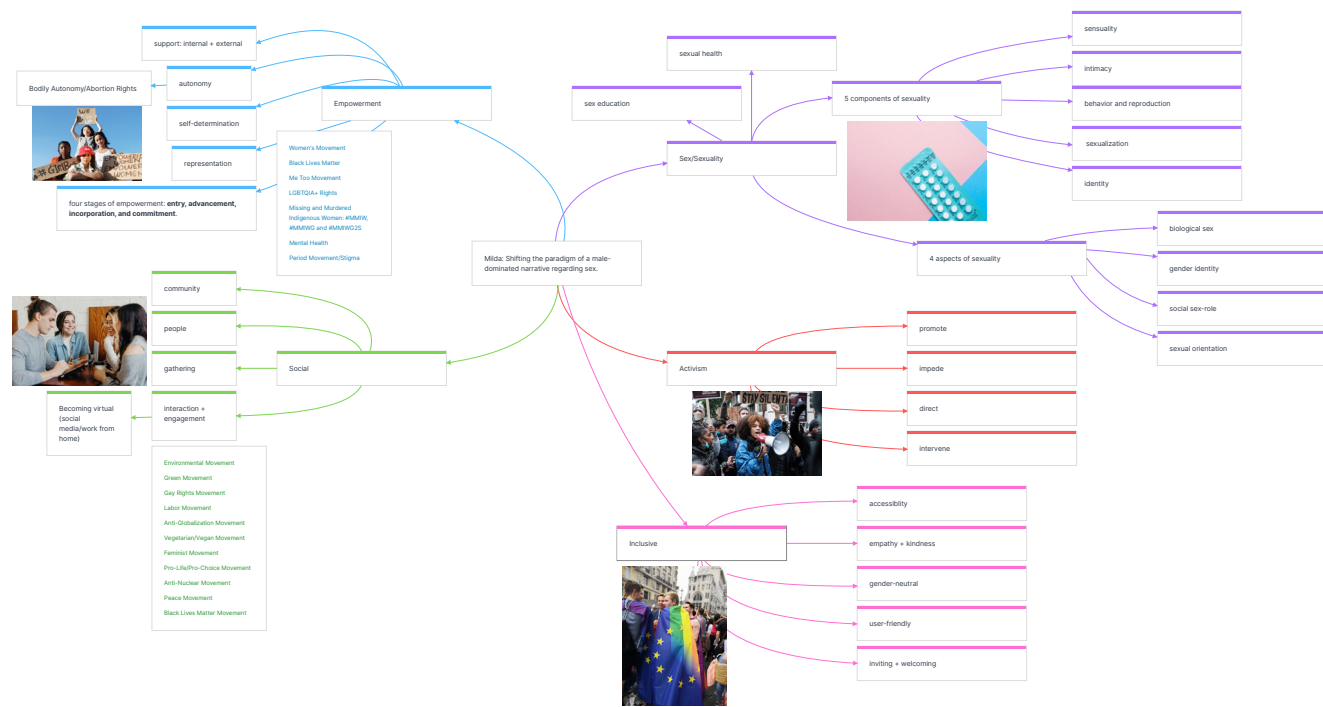 support: internal + external
autonomy
Bodily Autonomy/Abortion Rights
self-determination
representation
four stages of empowerment: entry, advancement,
incorporation, and commitment.
Empowerment
Women's Movement
Black Lives Matter
Me Too Movement
LGBTQIA+ Rights
Missing and Murdered
Indigenous Women: #MMIW,
#MMIWG and #MMIWG2S
Mental Health
Period Movement/Stigma
sexual health
sex education
Sex/Sexuality
5 components of sexuality
sensuality
intimacy
behavior and reproduction
sexualization
identity
4 aspects of sexuality
biological sex
gender identity
social sex-role
sexual orientation
Milda: Shifting the paradigm of a male-
dominated narrative regarding sex.
community
people
gathering
interaction +
engagement
Social
Becoming virtual
(social
media/work from
home)
Environmental Movement
Green Movement
Gay Rights Movement
Labor Movement
Anti-Globalization Movement
Vegetarian/Vegan Movement
Feminist Movement
Pro-Life/Pro-Choice Movement
Anti-Nuclear Movement
Peace Movement
Black Lives Matter Movement
Activism
promote
impede
direct
intervene
STAY SILENT
Inclusive
accessiblity
empathy + kindness
gender-neutral
user-friendly
inviting + welcoming